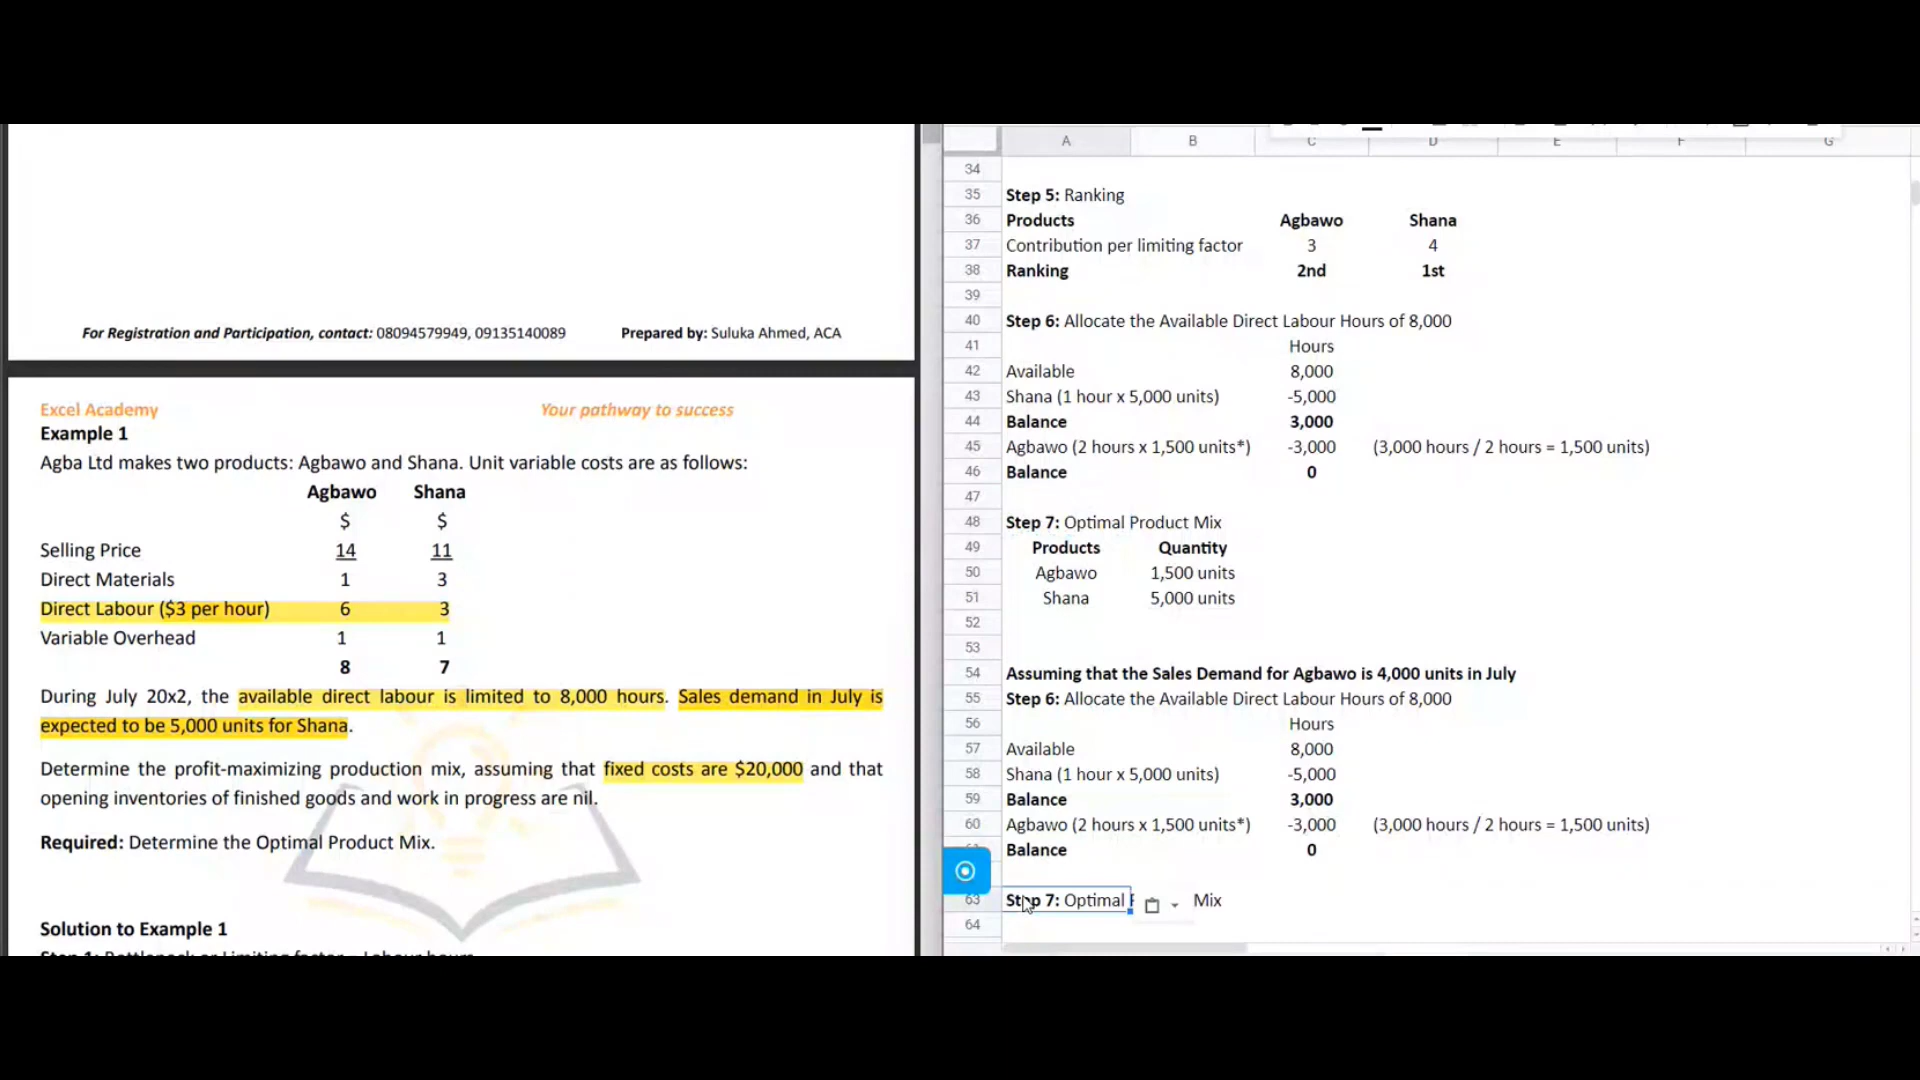 For Registration and Participation, contact: 08094579949, 09135140089 Prepared by: Suluka Ahmed, ACA
Excel Academy Your pathway to success
Example 1
Agba Ltd makes two products: Agbawo and Shana. Unit variable costs are as follows:
Agbawo Shana
$ $
Selling Price 14 11
Direct Materials 1 3
Direct Labour ($3 per hour) 6 3
Variable Overhead 1 1
8 7
During July 20x2, the available direct labour is limited to 8,000 hours. Sales demand in July is
expected to be 5,000 units for Shana.
Determine the profit-maximizing production mix, assuming that fixed costs are $20,000 and that
opening inventories of finished goods and work in progress are nil.
Required: Determine the Optimal Product Mix.
Solution to Example 1
A B C D E F G
34
35 Step 5: Ranking
36 Products Agbawo Shana
37 Contribution per limiting factor 3 4
38 Ranking 2nd 1st
39
40 Step 6: Allocate the Available Direct Labour Hours of 8,000
41 Hours
42 Available 8,000
43 Shana (1 hour x 5,000 units) -5,000
44 Balance 3,000
45 Agbawo (2 hours x 1,500 units*) -3,000 (3,000 hours / 2 hours = 1,500 units)
46 Balance 0
47
48 Step 7: Optimal Product Mix
49 Products Quantity
50 Agbawo 1,500 units
51 Shana 5,000 units
52
53
54 Assuming that the Sales Demand for Agbawo is 4,000 units in July
55 Step 6: Allocate the Available Direct Labour Hours of 8,000
56 Hours
57 Available 8,000
58 Shana (1 hour x 5,000 units) -5,000
59 Balance 3,000
60 Agbawo (2 hours x 1,500 units*) -3,000 (3,000 hours / 2 hours = 1,500 units)
Balance 0
63 Step 7: Optimal Mix
64